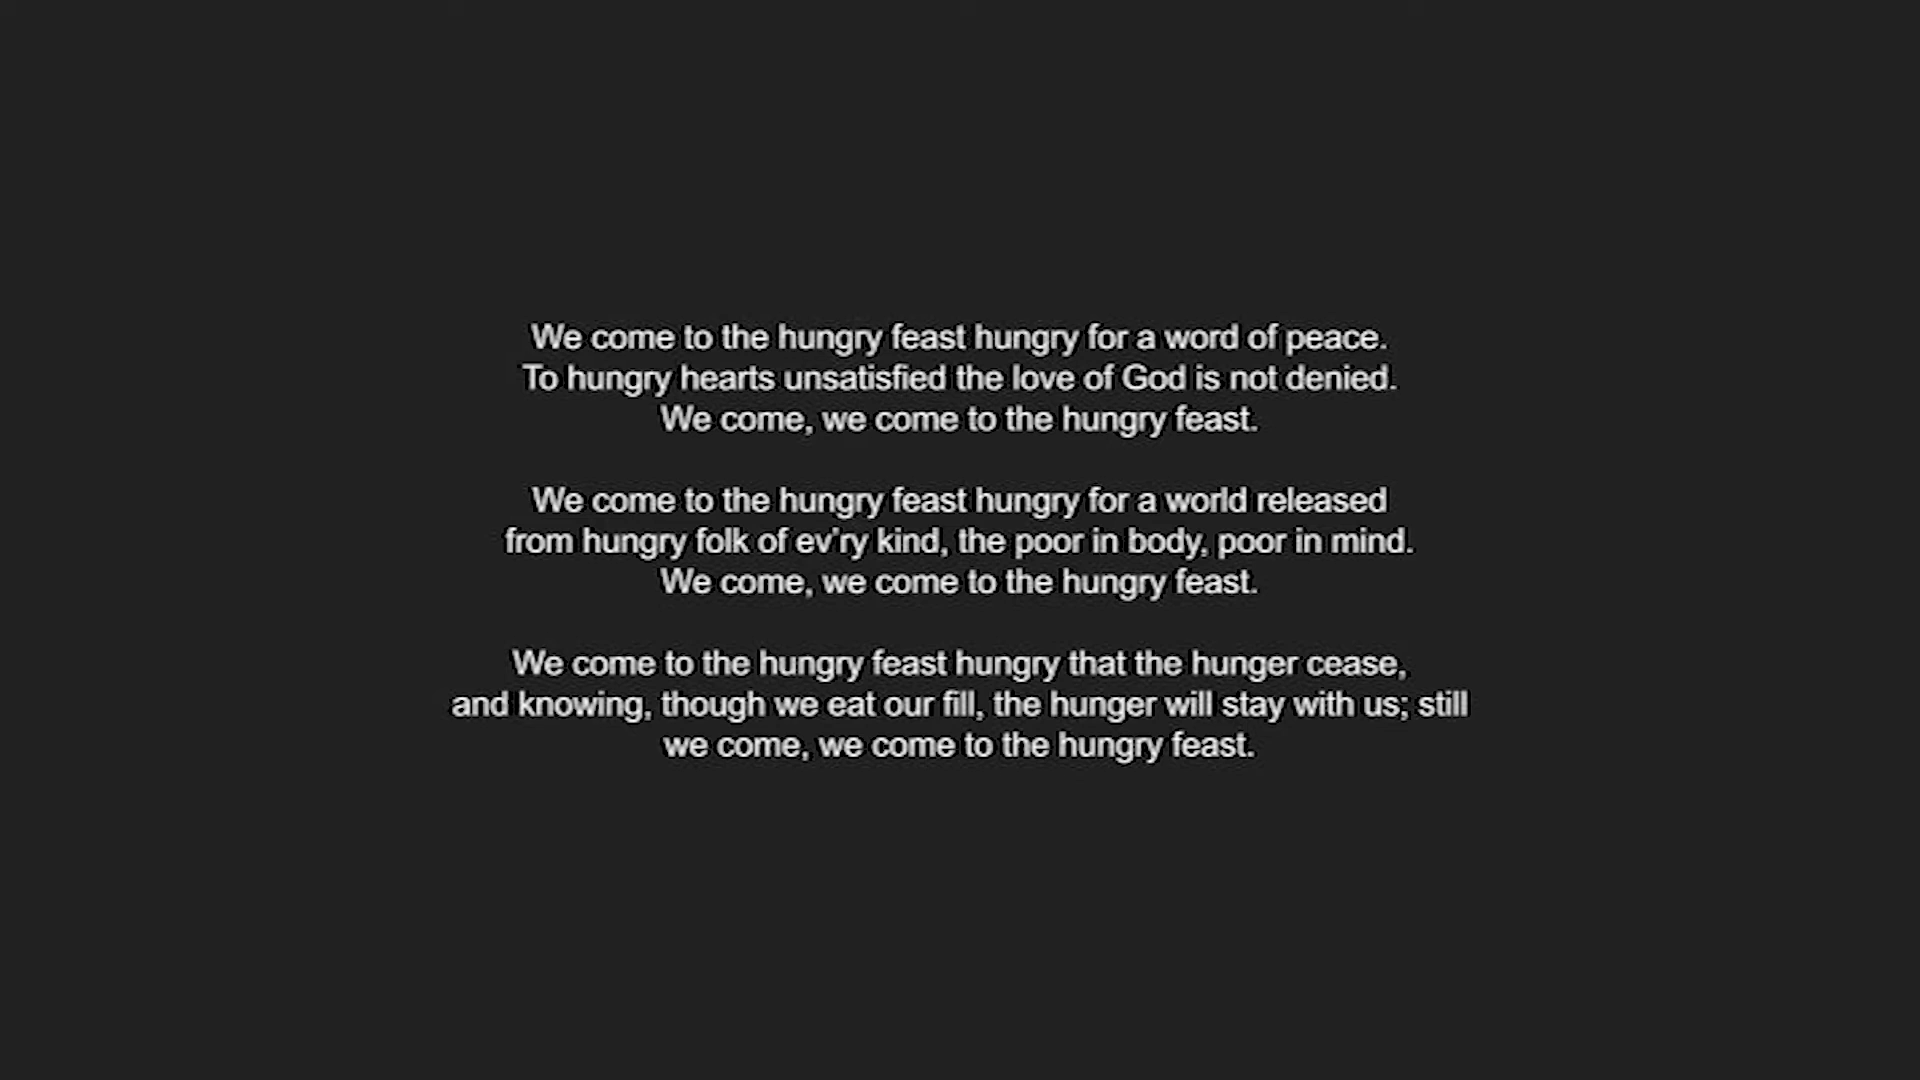 We come to the hungry feast hungry for a word of peace.
To hungry hearts unsatisfied the love of God is not denied.
We come, we come to the hungry feast.
We come to the hungry feast hungry for a world released
from hungry folk of ev'ry kind, the poor in body, poor in mind.
We come, we come to the hungry feast.
We come to the hungry feast hungry that the hunger cease,
and knowing, though we eat our fill, the hunger will stay with us; still
we come, we come to the hungry feast.